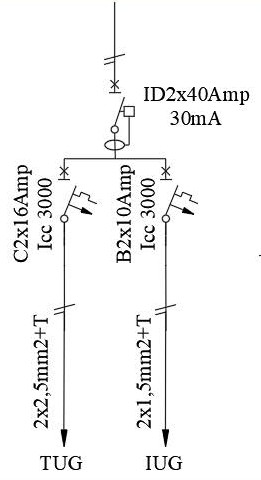 ID2x40Amp
30mA
C2x16Amp
Icc 3000
B2x10Amp
Icc 3000
2x2,5mm2+T
2x1,5mm2+T
TUG
IUG